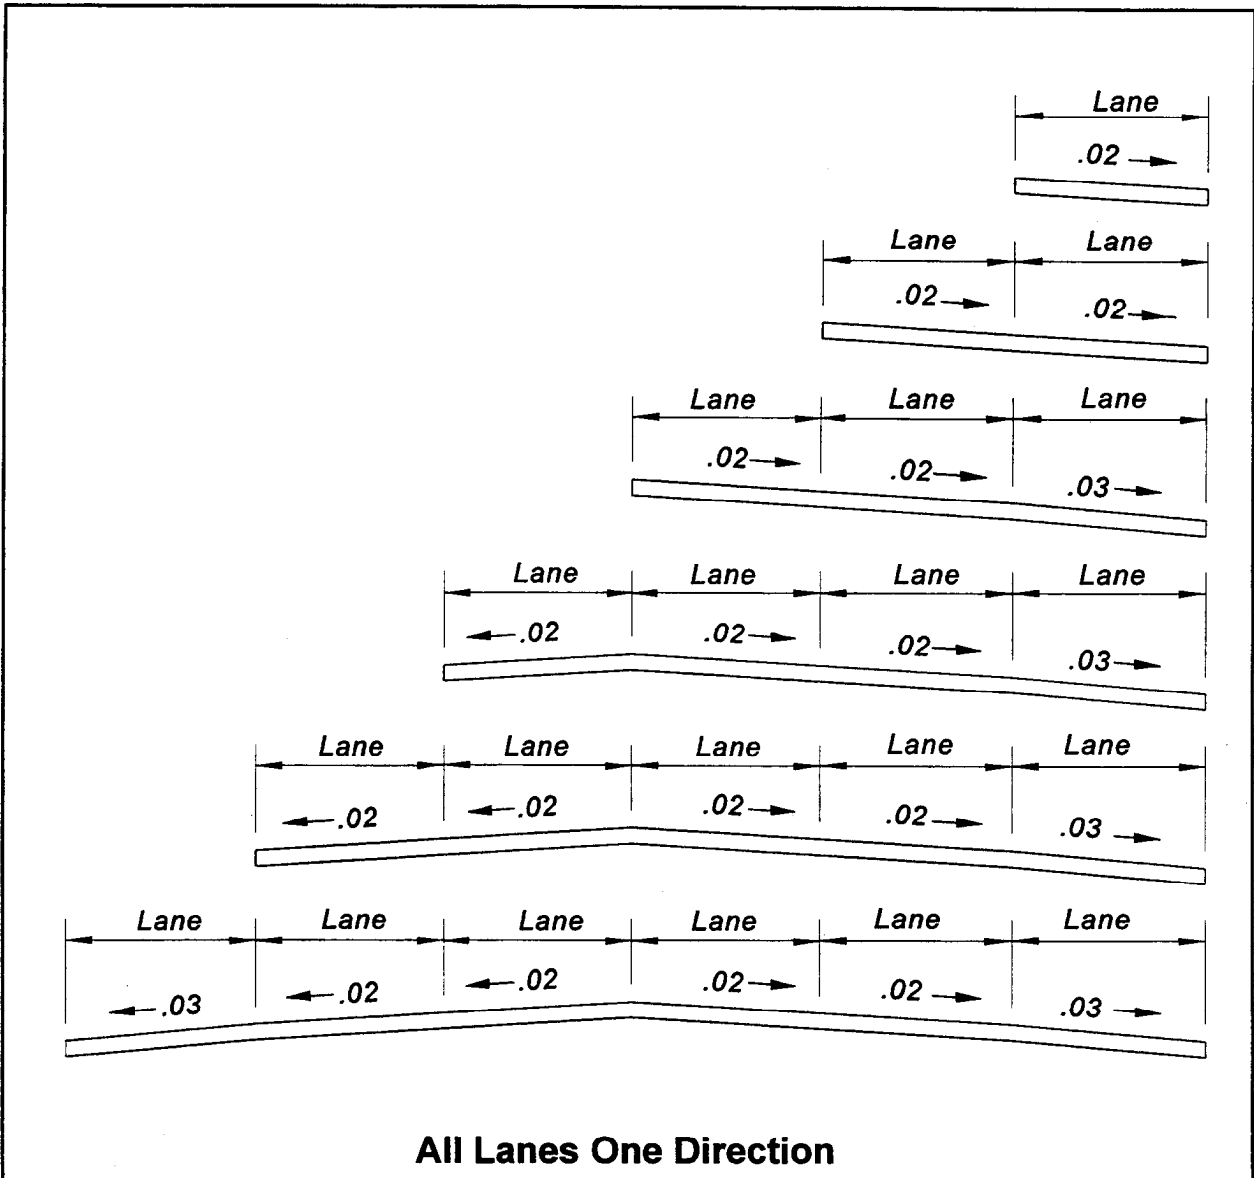 Lane
.02
Lane Lane
.02 .02
Lane Lane Lane
.02 .02 .03
Lane Lane Lane Lane
.02 .02 .02 .03
Lane Lane Lane Lane Lane
.02 .02 .02 .02 .03
Lane Lane Lane Lane Lane Lane
.03 .02 .02 .02 .02 .03
All Lanes One Direction